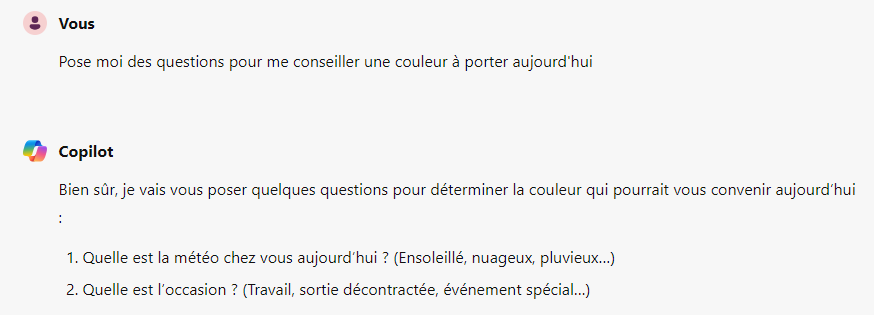 Vous
Pose moi des questions pour me conseiller une couleur à porter aujourd'hui
Copilot
Bien sûr, je vais vous poser quelques questions pour déterminer la couleur qui pourrait vous convenir aujourd’hui
:
1. Quelle est la météo chez vous aujourd’hui ? (Ensoleillé, nuageux, pluvieux…)
2. Quelle est l’occasion ? (Travail, sortie décontractée, événement spécial…)